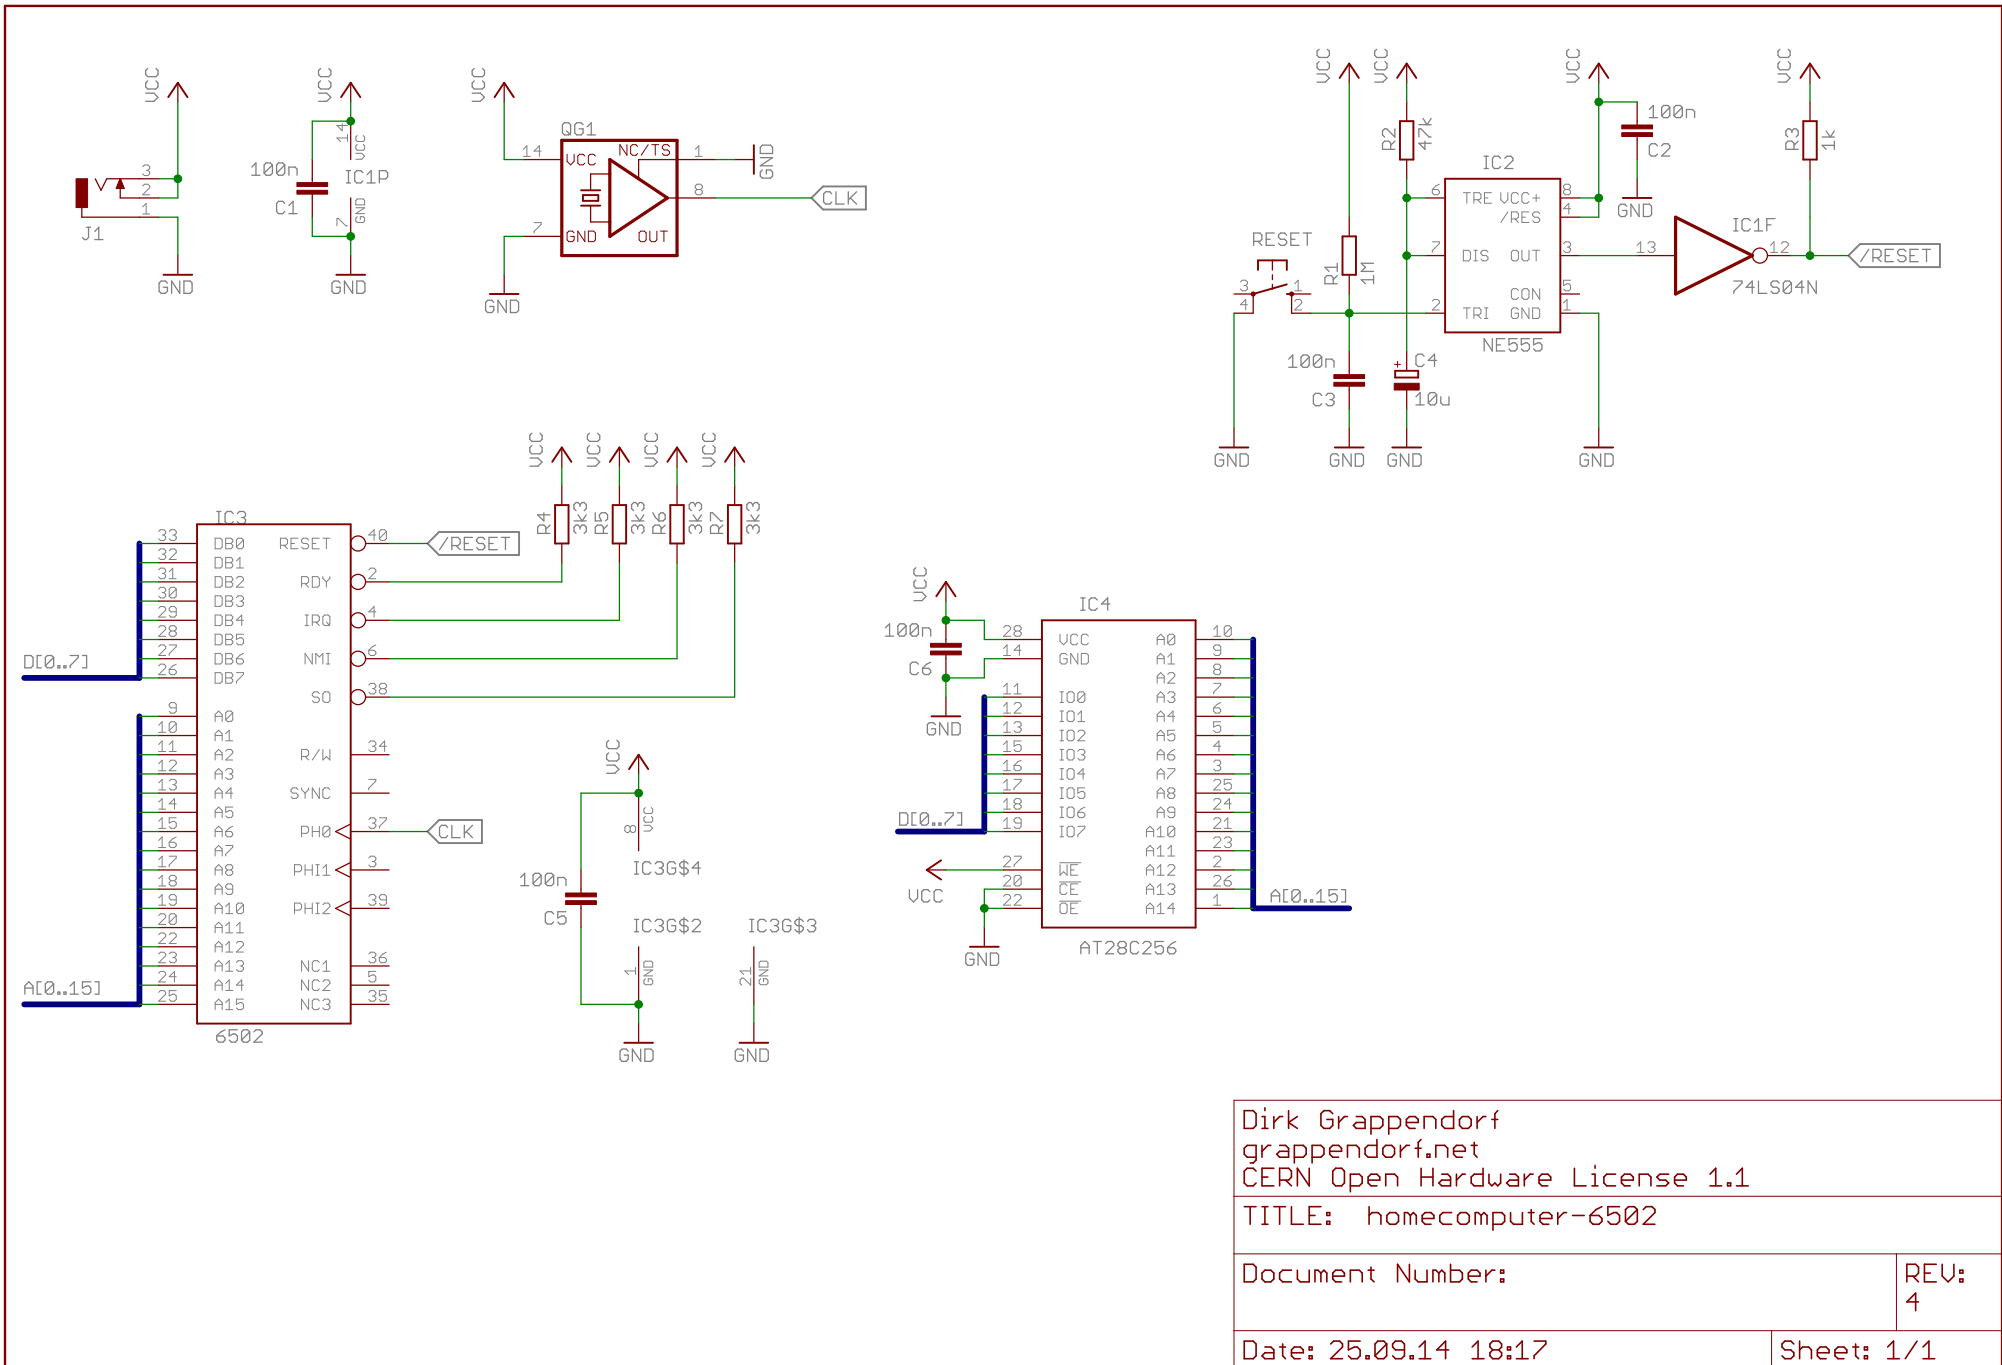 VCC
3
2
1
J1
GND
VCC
14
VCC
100n
IC1P
C1
7
GND
GND
VCC
QG1
14
VCC
NC/TS
1
GND
8
CLK
7
GND
OUT
GND
VCC
VCC
VCC
VCC
R2
47k
100n
C2
GND
R3
1k
IC2
6
TRE
VCC+
8
/RES
4
7
DIS
OUT
3
CON
5
2
TRI
GND
1
NE555
RESET
3
1
4
2
R1
1M
IC1F
13
12
74LS04N
/RESET
100n
C3
+
C4
10u
GND
GND
GND
GND
VCC
VCC
VCC
VCC
R4
3k3
R5
3k3
R6
3k3
R7
3k3
IC3
33
DB0
RESET
40
/RESET
32
DB1
31
DB2
RDY
2
30
DB3
29
DB4
IRQ
4
28
DB5
27
DB6
NMI
6
26
DB7
D[0..7]
SO
38
9
A0
10
A1
11
A2
R/W
34
12
A3
13
A4
SYNC
7
14
A5
15
A6
PH0
37
CLK
16
A7
17
A8
PHI1
3
18
A9
19
A10
PHI2
39
20
A11
22
A12
23
A13
NC1
36
24
A14
NC2
5
25
A15
NC3
35
A[0..15]
6502
VCC
8
VCC
IC3G$4
100n
C5
IC3G$2
1
GND
GND
IC3G$3
21
GND
GND
VCC
100n
C6
GND
IC4
28
VCC
A0
10
14
GND
A1
9
A2
8
11
IO0
A3
7
12
IO1
A4
6
13
IO2
A5
5
15
IO3
A6
4
16
IO4
A7
3
17
IO5
A8
25
18
IO6
A9
24
19
IO7
A10
21
D[0..7]
A11
23
27
WE
A12
2
VCC
20
CE
A13
26
22
OE
A14
1
A[0..15]
GND
AT28C256
Dirk Grappendorf
grappendorf.net
CERN Open Hardware License 1.1
TITLE: homecomputer-6502
Document Number:
REV:
4
Date: 25.09.14 18:17
Sheet: 1/1